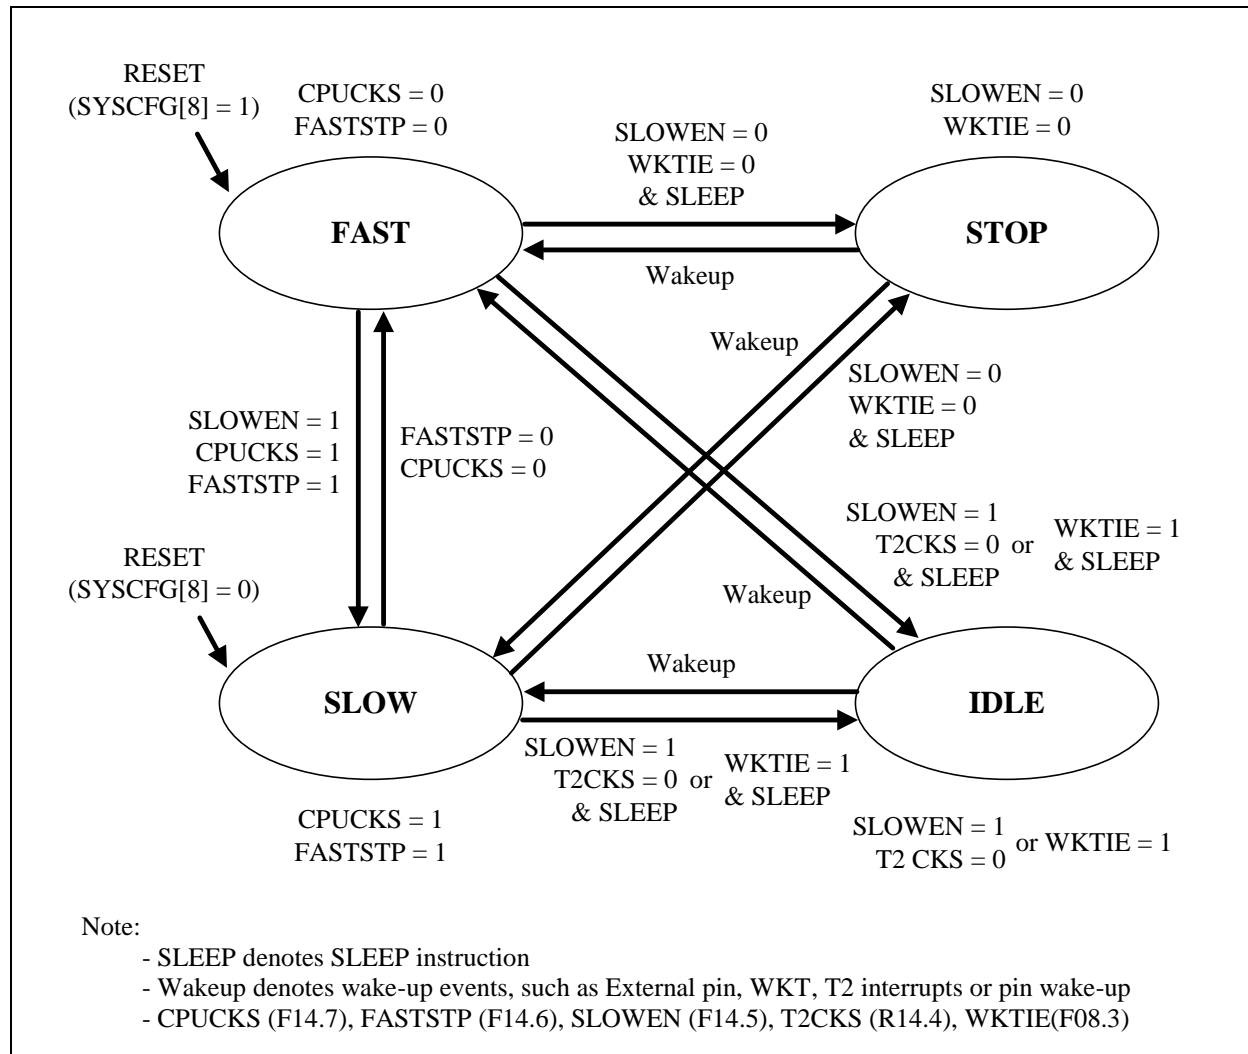 RESET
(SYSCFG[8] = 1)
CPUCKS = 0
FASTSTP = 0
SLOWEN = 0
WKTIE = 0
& SLEEP
SLOWEN = 0
WKTIE = 0
FAST
STOP
Wakeup
Wakeup
SLOWEN = 0
WKTIE = 0
& SLEEP
SLOWEN = 1
CPUCKS = 1
FASTSTP = 1
FASTSTP = 0
CPUCKS = 0
SLOWEN = 1
T2CKS = 0 or
& SLEEP
WKTIE = 1
& SLEEP
RESET
(SYSCFG[8] = 0)
Wakeup
Wakeup
SLOW
IDLE
SLOWEN = 1
T2CKS = 0 or
& SLEEP
WKTIE = 1
& SLEEP
CPUCKS = 1
FASTSTP = 1
SLOWEN = 1
T2 CKS = 0
or WKTIE = 1
Note:
- SLEEP denotes SLEEP instruction
- Wakeup denotes wake-up events, such as External pin, WKT, T2 interrupts or pin wake-up
- CPUCKS (F14.7), FASTSTP (F14.6), SLOWEN (F14.5), T2CKS (R14.4), WKTIE(F08.3)